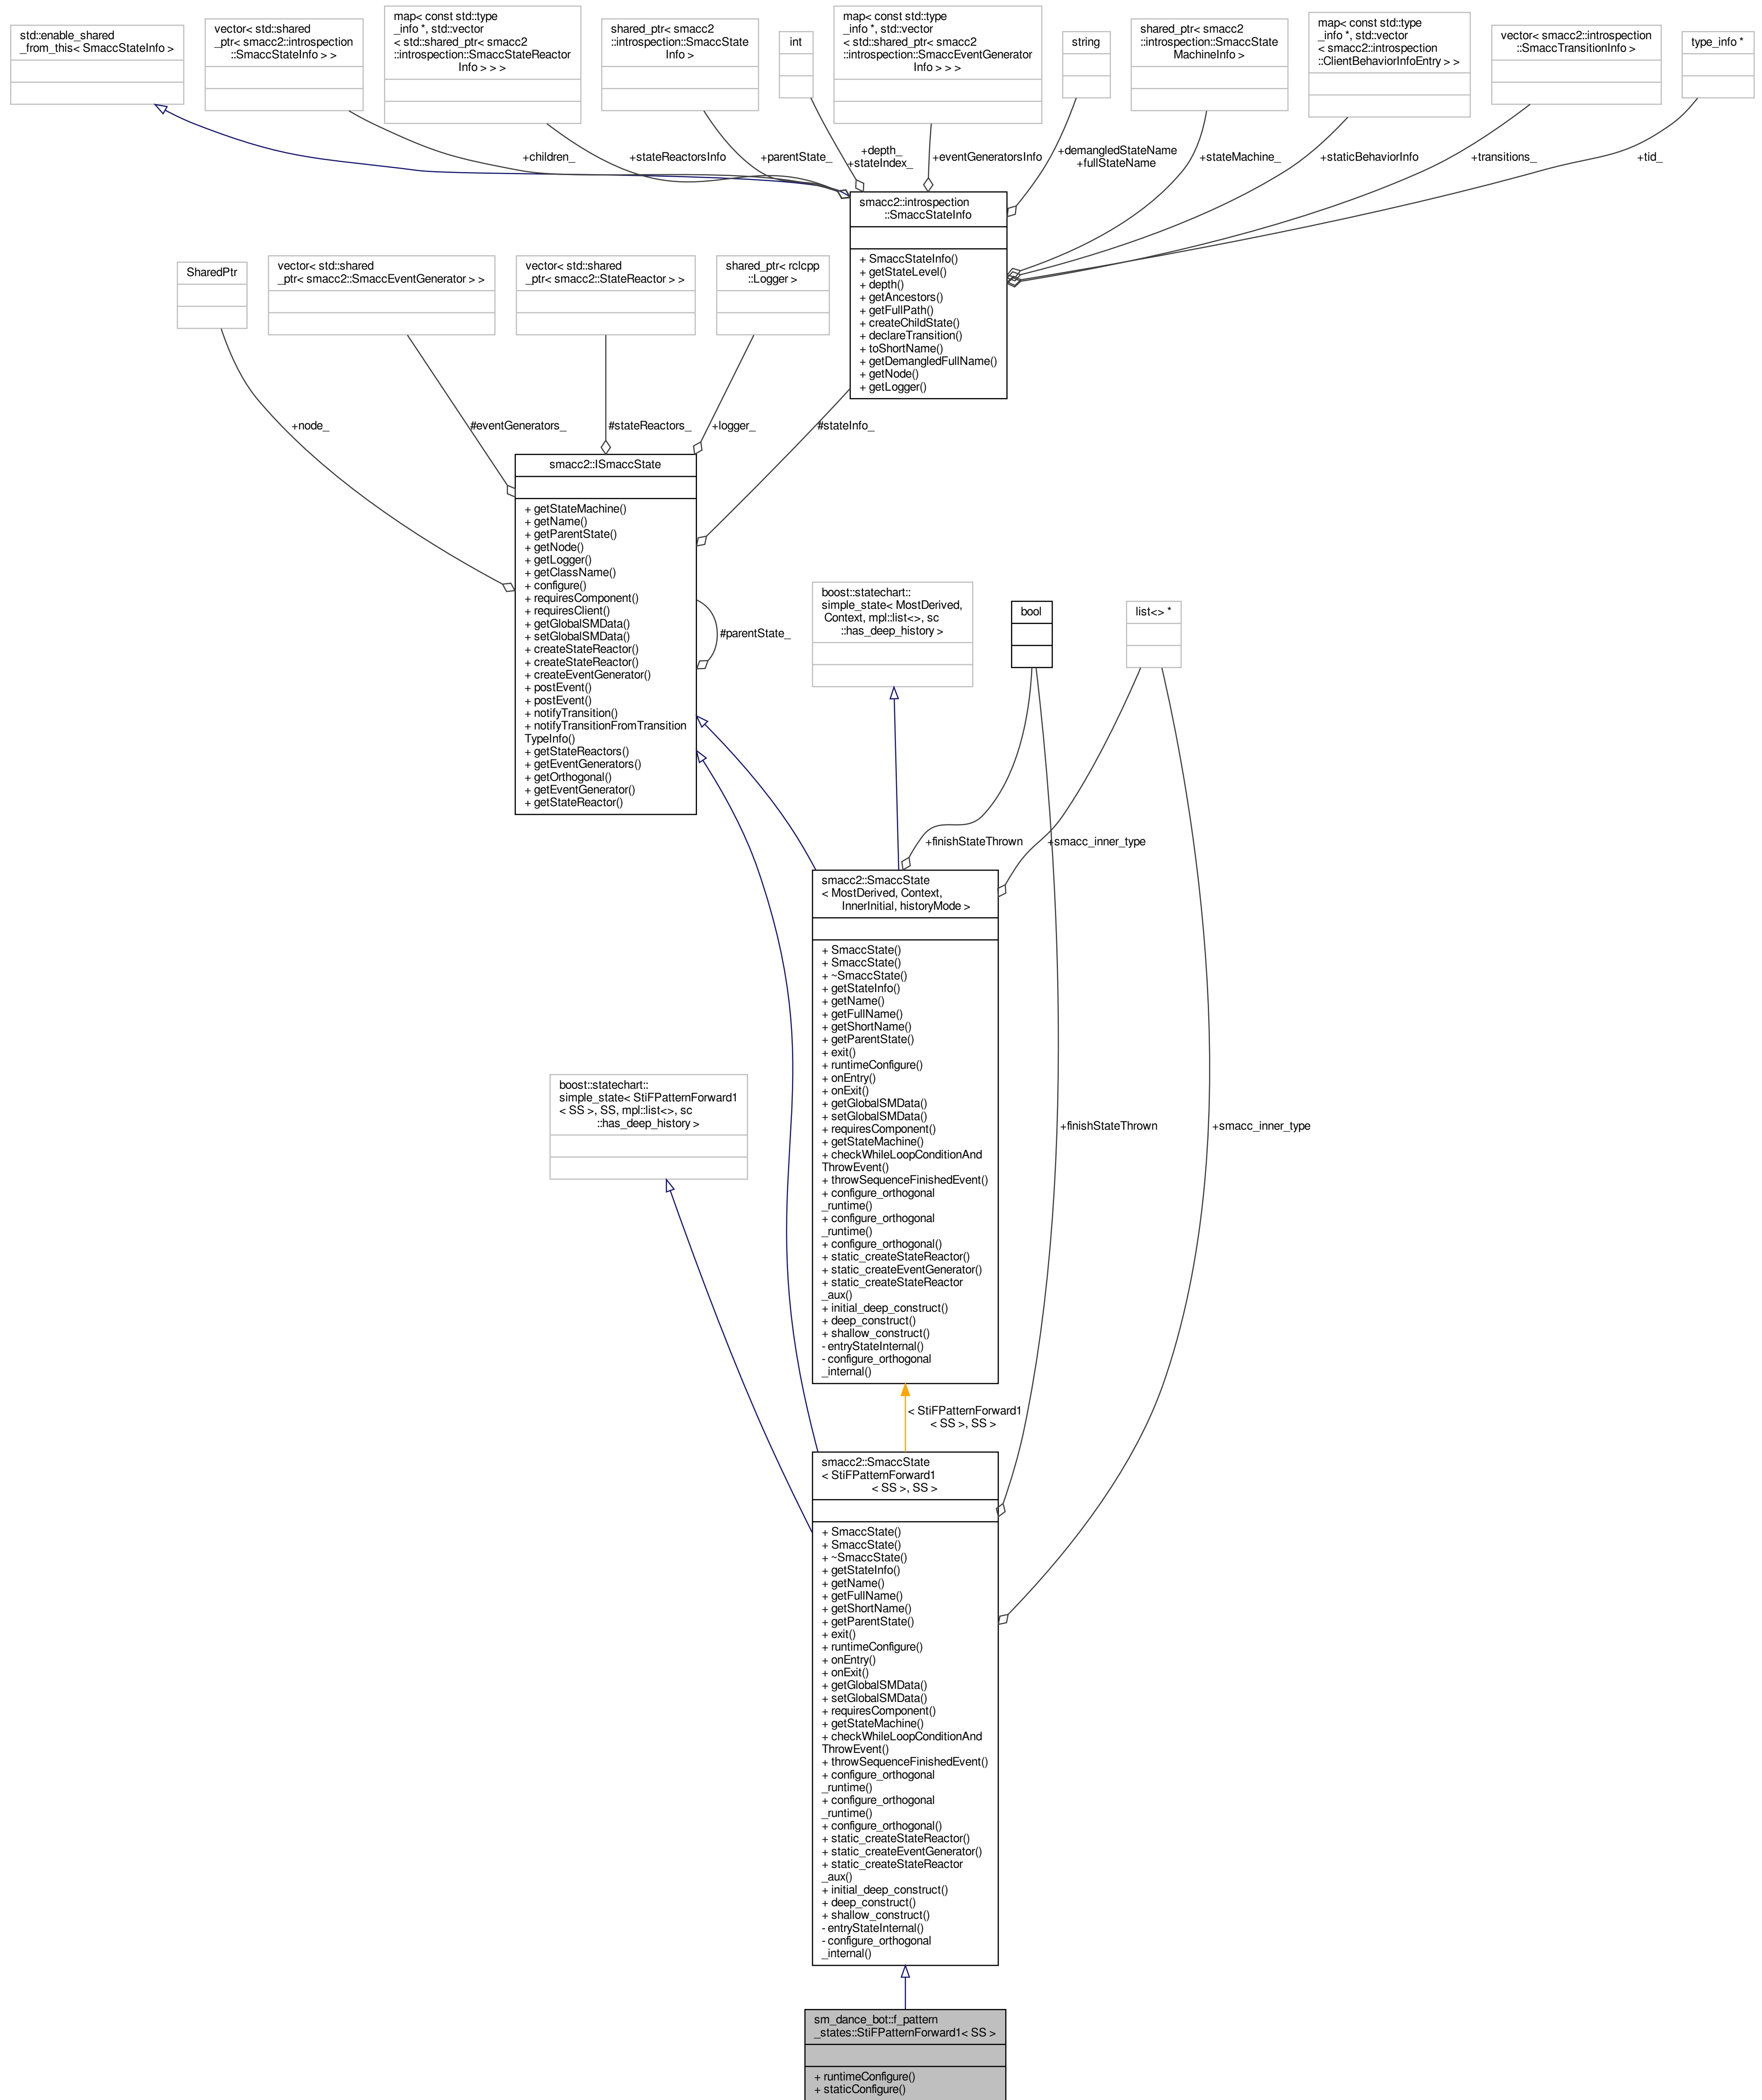 std::enable_shared
_from_this< SmaccStateInfo >
vector< std::shared
_ptr< smacc2::introspection
::SmaccStateInfo > >
map< const std::type
_info *, std::vector
< std::shared_ptr< smacc2
::introspection::SmaccStateReactor
Info > > >
shared_ptr< smacc2
::introspection::SmaccState
Info >
int
map< const std::type
_info *, std::vector
< std::shared_ptr< smacc2
::introspection::SmaccEventGenerator
Info > > >
string
shared_ptr< smacc2
::introspection::SmaccState
MachineInfo >
map< const std::type
_info *, std::vector
< smacc2::introspection
::ClientBehaviorInfoEntry > >
vector< smacc2::introspection
::SmaccTransitionInfo >
type_info *
+children_
+stateReactorsInfo
+parentState_
+depth_
+stateIndex_
+eventGeneratorsInfo
+demangledStateName
+fullStateName
+stateMachine_
+staticBehaviorInfo
+transitions_
+tid_
smacc2::introspection
::SmaccStateInfo
+ SmaccStateInfo()
+ getStateLevel()
+ depth()
+ getAncestors()
+ getFullPath()
+ createChildState()
+ declareTransition()
+ toShortName()
+ getDemangledFullName()
+ getNode()
+ getLogger()
SharedPtr
vector< std::shared
_ptr< smacc2::SmaccEventGenerator > >
vector< std::shared
_ptr< smacc2::StateReactor > >
shared_ptr< rclcpp
::Logger >
+node_
#eventGenerators_
#stateReactors_
+logger_
#stateInfo_
smacc2::ISmaccState
+ getStateMachine()
+ getName()
+ getParentState()
+ getNode()
+ getLogger()
+ getClassName()
+ configure()
+ requiresComponent()
+ requiresClient()
+ getGlobalSMData()
+ setGlobalSMData()
+ createStateReactor()
+ createStateReactor()
+ createEventGenerator()
+ postEvent()
+ postEvent()
+ notifyTransition()
+ notifyTransitionFromTransition
TypeInfo()
+ getStateReactors()
+ getEventGenerators()
+ getOrthogonal()
+ getEventGenerator()
+ getStateReactor()
#parentState_
boost::statechart::
simple_state< MostDerived,
Context, mpl::list<>, sc
::has_deep_history >
bool
list<> *
+finishStateThrown
+smacc_inner_type
smacc2::SmaccState
< MostDerived, Context,
InnerInitial, historyMode >
+ SmaccState()
+ SmaccState()
+ ~SmaccState()
+ getStateInfo()
+ getName()
+ getFullName()
+ getShortName()
+ getParentState()
+ exit()
+ runtimeConfigure()
+ onEntry()
+ onExit()
+ getGlobalSMData()
+ setGlobalSMData()
+ requiresComponent()
+ getStateMachine()
+ checkWhileLoopConditionAnd
ThrowEvent()
+ throwSequenceFinishedEvent()
+ configure_orthogonal
_runtime()
+ configure_orthogonal
_runtime()
+ configure_orthogonal()
+ static_createStateReactor()
+ static_createEventGenerator()
+ static_createStateReactor
_aux()
+ initial_deep_construct()
+ deep_construct()
+ shallow_construct()
- entryStateInternal()
- configure_orthogonal
_internal()
boost::statechart::
simple_state< StiFPatternForward1
< SS >, SS, mpl::list<>, sc
::has_deep_history >
+finishStateThrown
+smacc_inner_type
< StiFPatternForward1
< SS >, SS >
smacc2::SmaccState
< StiFPatternForward1
< SS >, SS >
+ SmaccState()
+ SmaccState()
+ ~SmaccState()
+ getStateInfo()
+ getName()
+ getFullName()
+ getShortName()
+ getParentState()
+ exit()
+ runtimeConfigure()
+ onEntry()
+ onExit()
+ getGlobalSMData()
+ setGlobalSMData()
+ requiresComponent()
+ getStateMachine()
+ checkWhileLoopConditionAnd
ThrowEvent()
+ throwSequenceFinishedEvent()
+ configure_orthogonal
_runtime()
+ configure_orthogonal
_runtime()
+ configure_orthogonal()
+ static_createStateReactor()
+ static_createEventGenerator()
+ static_createStateReactor
_aux()
+ initial_deep_construct()
+ deep_construct()
+ shallow_construct()
- entryStateInternal()
- configure_orthogonal
_internal()
sm_dance_bot::f_pattern
_states::StiFPatternForward1< SS >
+ runtimeConfigure()
+ staticConfigure()